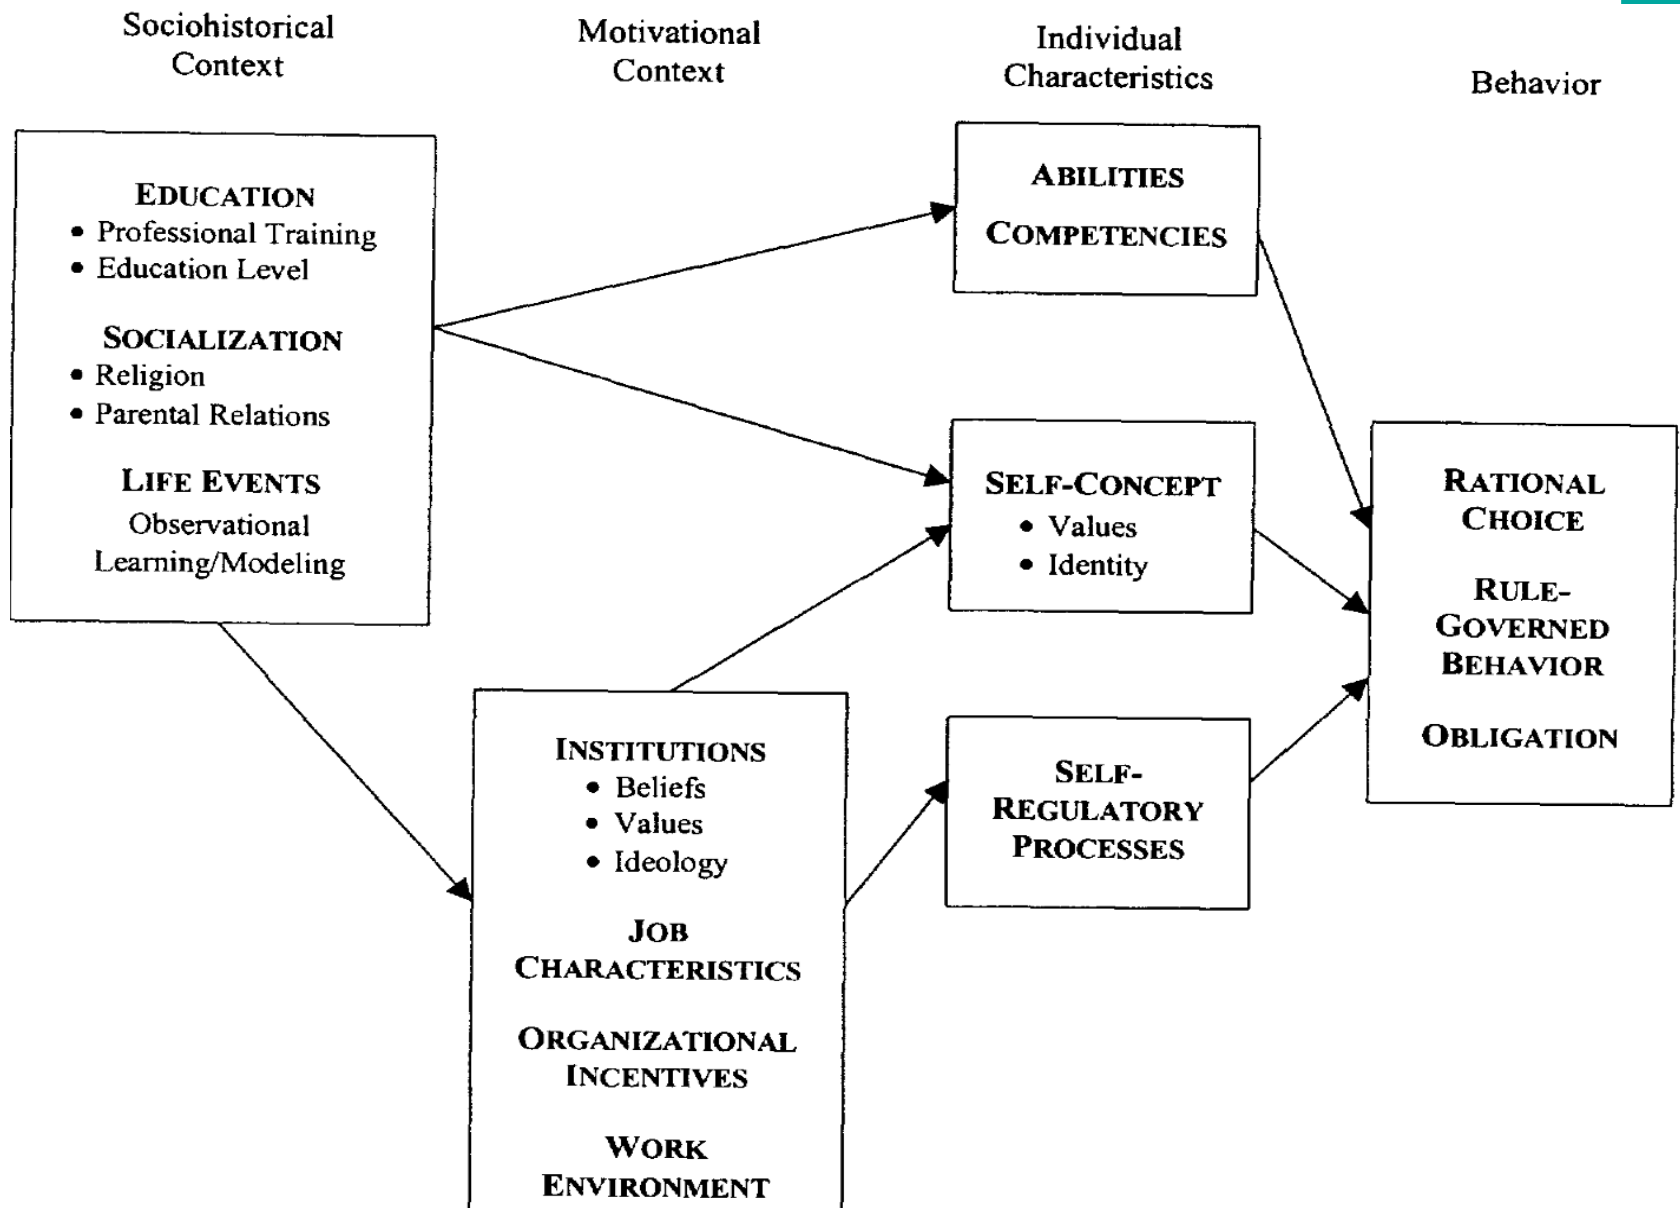 Sociohistorical
Context
Motivational
Context
Individual
Characteristics
Behavior
EDUCATION
• Professional Training
• Education Level
SOCIALIZATION
• Religion
• Parental Relations
LIFE EVENTS
Observational
Learning/Modeling
INSTITUTIONS
• Beliefs
• Values
• Ideology
JOB
CHARACTERISTICS
ORGANIZATIONAL
INCENTIVES
WORK
ENVIRONMENT
ABILITIES
COMPETENCIES
SELF-CONCEPT
• Values
• Identity
SELF-
REGULATORY
PROCESSES
RATIONAL
CHOICE
RULE-
GOVERNED
BEHAVIOR
OBLIGATION